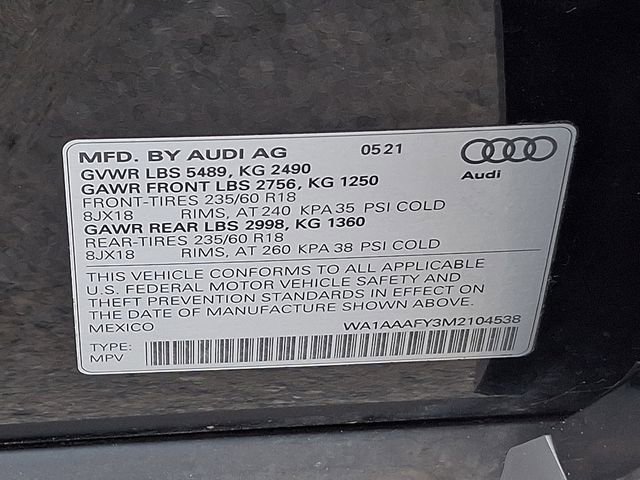 MFD. BY AUDI AG 0521
Audi
GVWR LBS 5489, KG 2490
GAWR FRONT LBS 2756, KG 1250
FRONT-TIRES 235/60 R18
8JX18 RIMS, AT 240 KPA 35 PSI COLD
GAWR REAR LBS 2998, KG 1360
REAR-TIRES 235/60 R18
8JX18 RIMS, AT 260 KPA 38 PSI COLD
THIS VEHICLE CONFORMS TO ALL APPLICABLE
U.S. FEDERAL MOTOR VEHICLE SAFETY AND
THEFT PREVENTION STANDARDS IN EFFECT ON
THE DATE OF MANUFACTURE SHOWN ABOVE.
MEXICO WA1AAAFY3M2104538
TYPE:
MPV